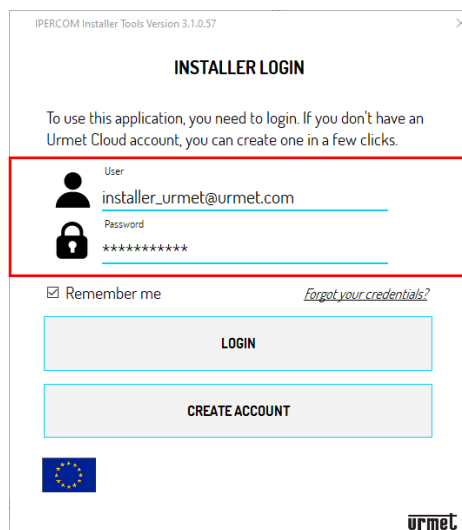 IPERCOM Installer Tools Version 3.1.0.57
INSTALLER LOGIN
To use this application, you need to login. If you don't have an
Urmet Cloud account, you can create one in a few clicks.
User
installer_urmet@urmet.com
Password
***********
Remember me
Forgot your credentials?
LOGIN
CREATE ACCOUNT
urmet